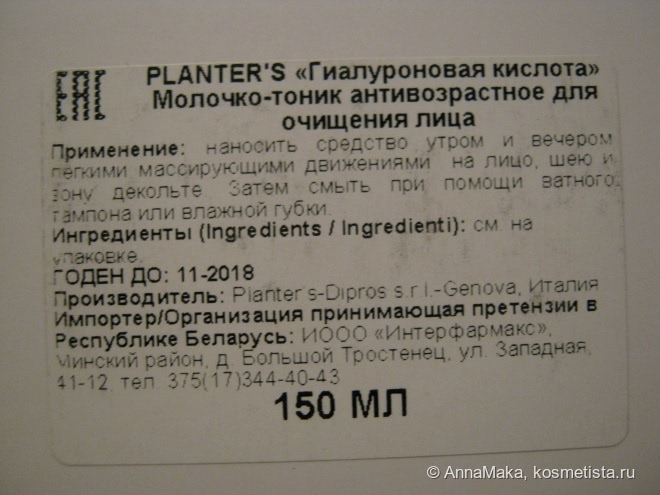 EAC
PLANTER'S «Гиалуроновая кислота»
Молочко-тоник антивозрастное для
очищения лица
Применение: наносить средство утром и вечером
легкими массирующими движениями на лицо, шею и
зону декольте. Затем смыть при помощи ватного
тампона или влажной губки.
Ингредиенты (Ingredients / Ingredienti): см. на
упаковке.
ГОДЕН ДО: 11-2018
Производитель: Planter's-Dipros s.r.l.-Genova, Италия
Импортер/Организация принимающая претензии в
Республике Беларусь: ИООО «Интерфармакс»,
Минский район, д. Большой Тростенец, ул. Западная,
41-12, тел. 375(17)344-40-43
150 МЛ
© AnnaMaka, kosmetista.ru